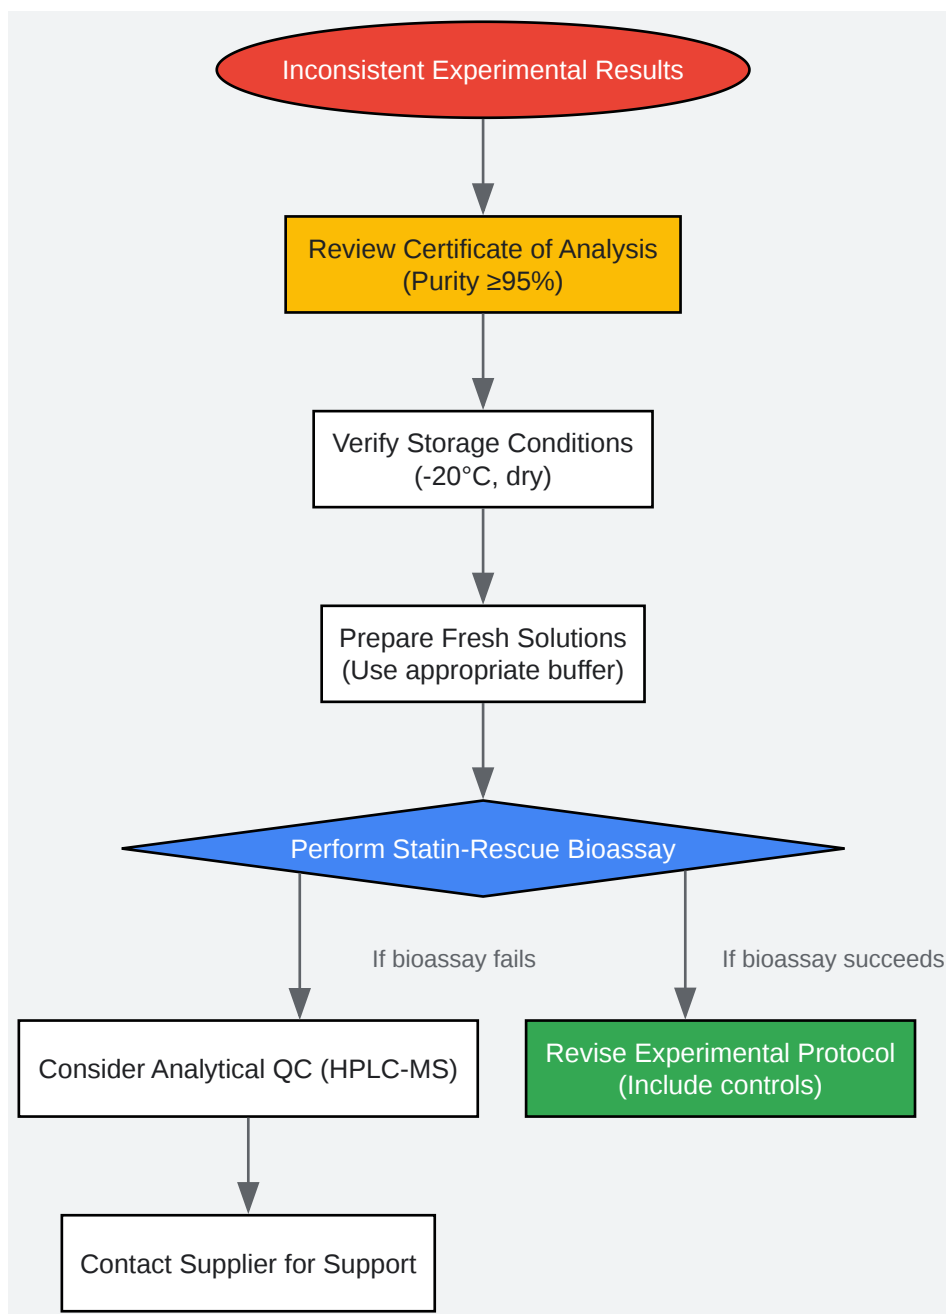 Inconsistent Experimental Results
Review Certificate of Analysis
(Purity ≥95%)
Verify Storage Conditions
(-20°C, dry)
Prepare Fresh Solutions
(Use appropriate buffer)
Perform Statin-Rescue Bioassay
If bioassay fails
If bioassay succeeds
Consider Analytical QC (HPLC-MS)
Revise Experimental Protocol
(Include controls)
Contact Supplier for Support